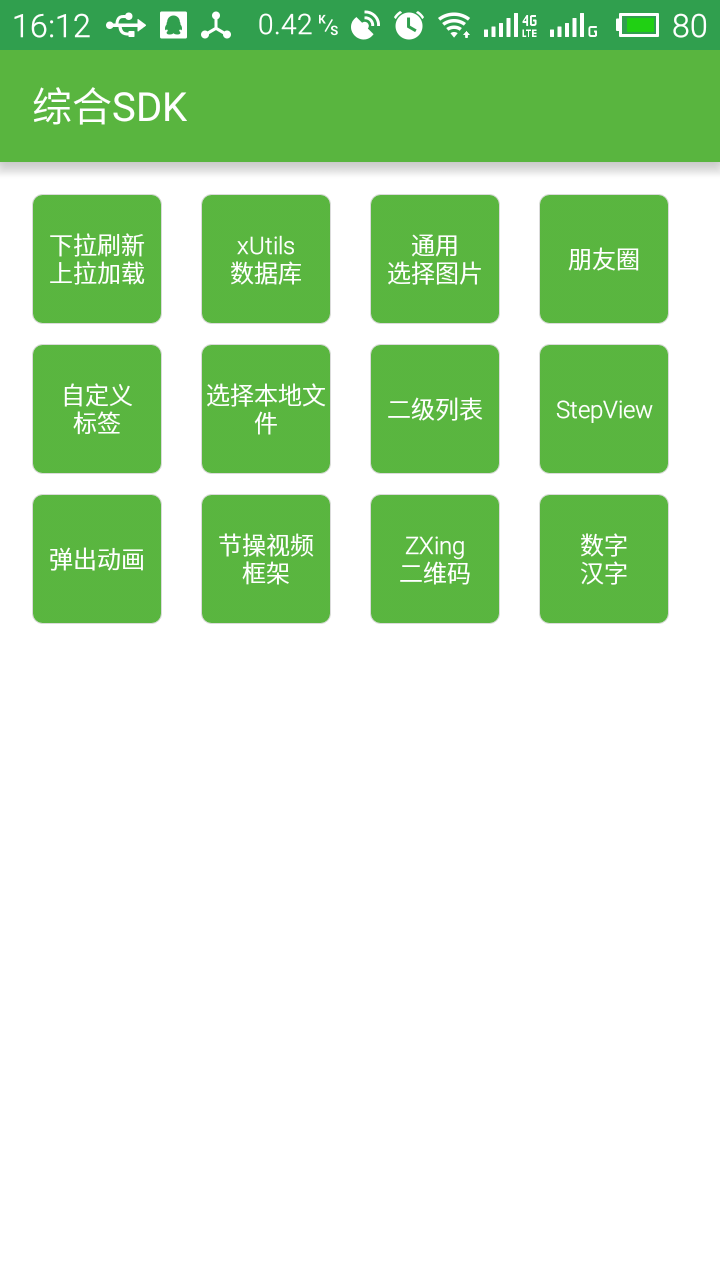 16:12 0.42 K/s 4G LTE G 80
综合SDK
下拉刷新
上拉加载
xUtils
数据库
通用
选择图片
朋友圈
自定义
标签
选择本地文
件
二级列表
StepView
弹出动画
节操视频
框架
ZXing
二维码
数字
汉字